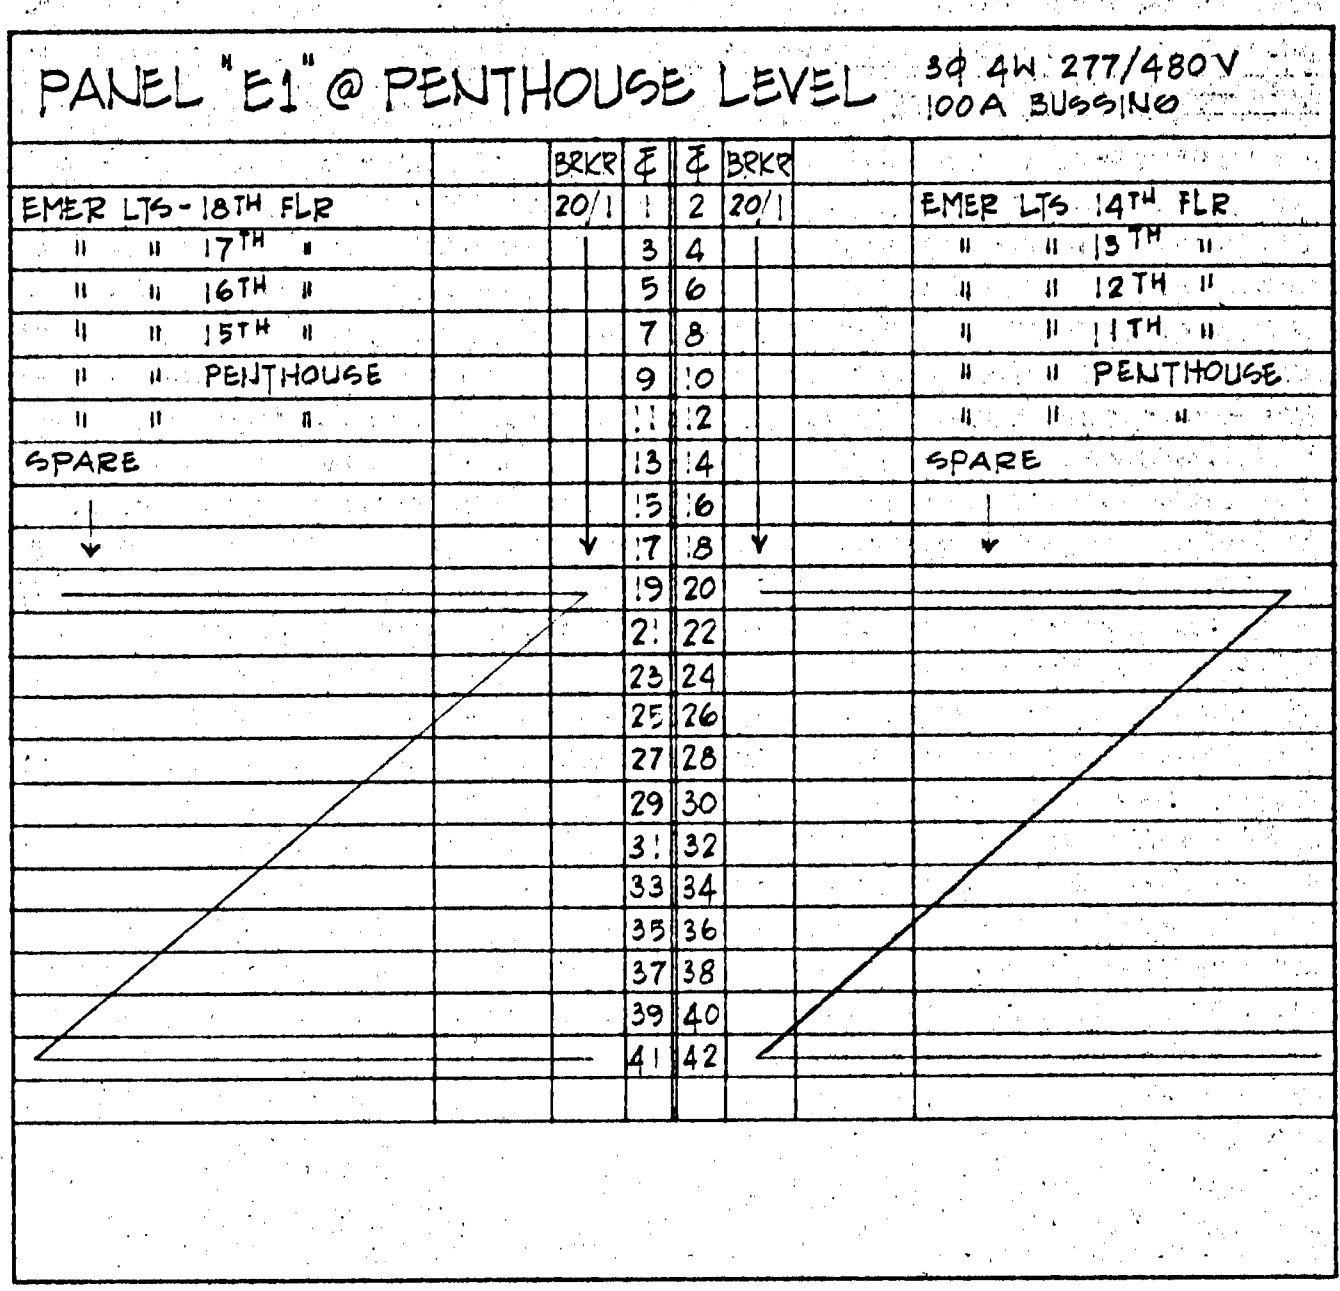 PANEL "E1" @ PENTHOUSE LEVEL
3φ 4W 277/480V
100A BUSSING
BRKR ₵ ₵ BRKR
EMER LTS - 18TH FLR 20/1 1 2 20/1 EMER LTS 14TH FLR
" " 17TH " 3 4 " " 13TH "
" " 16TH " 5 6 " " 12TH "
" " 15TH " 7 8 " " 11TH "
" " PENTHOUSE 9 10 " " PENTHOUSE
" " " 11 12 " " "
SPARE 13 14 SPARE
15 16
17 18
19 20
21 22
23 24
25 26
27 28
29 30
31 32
33 34
35 36
37 38
39 40
41 42